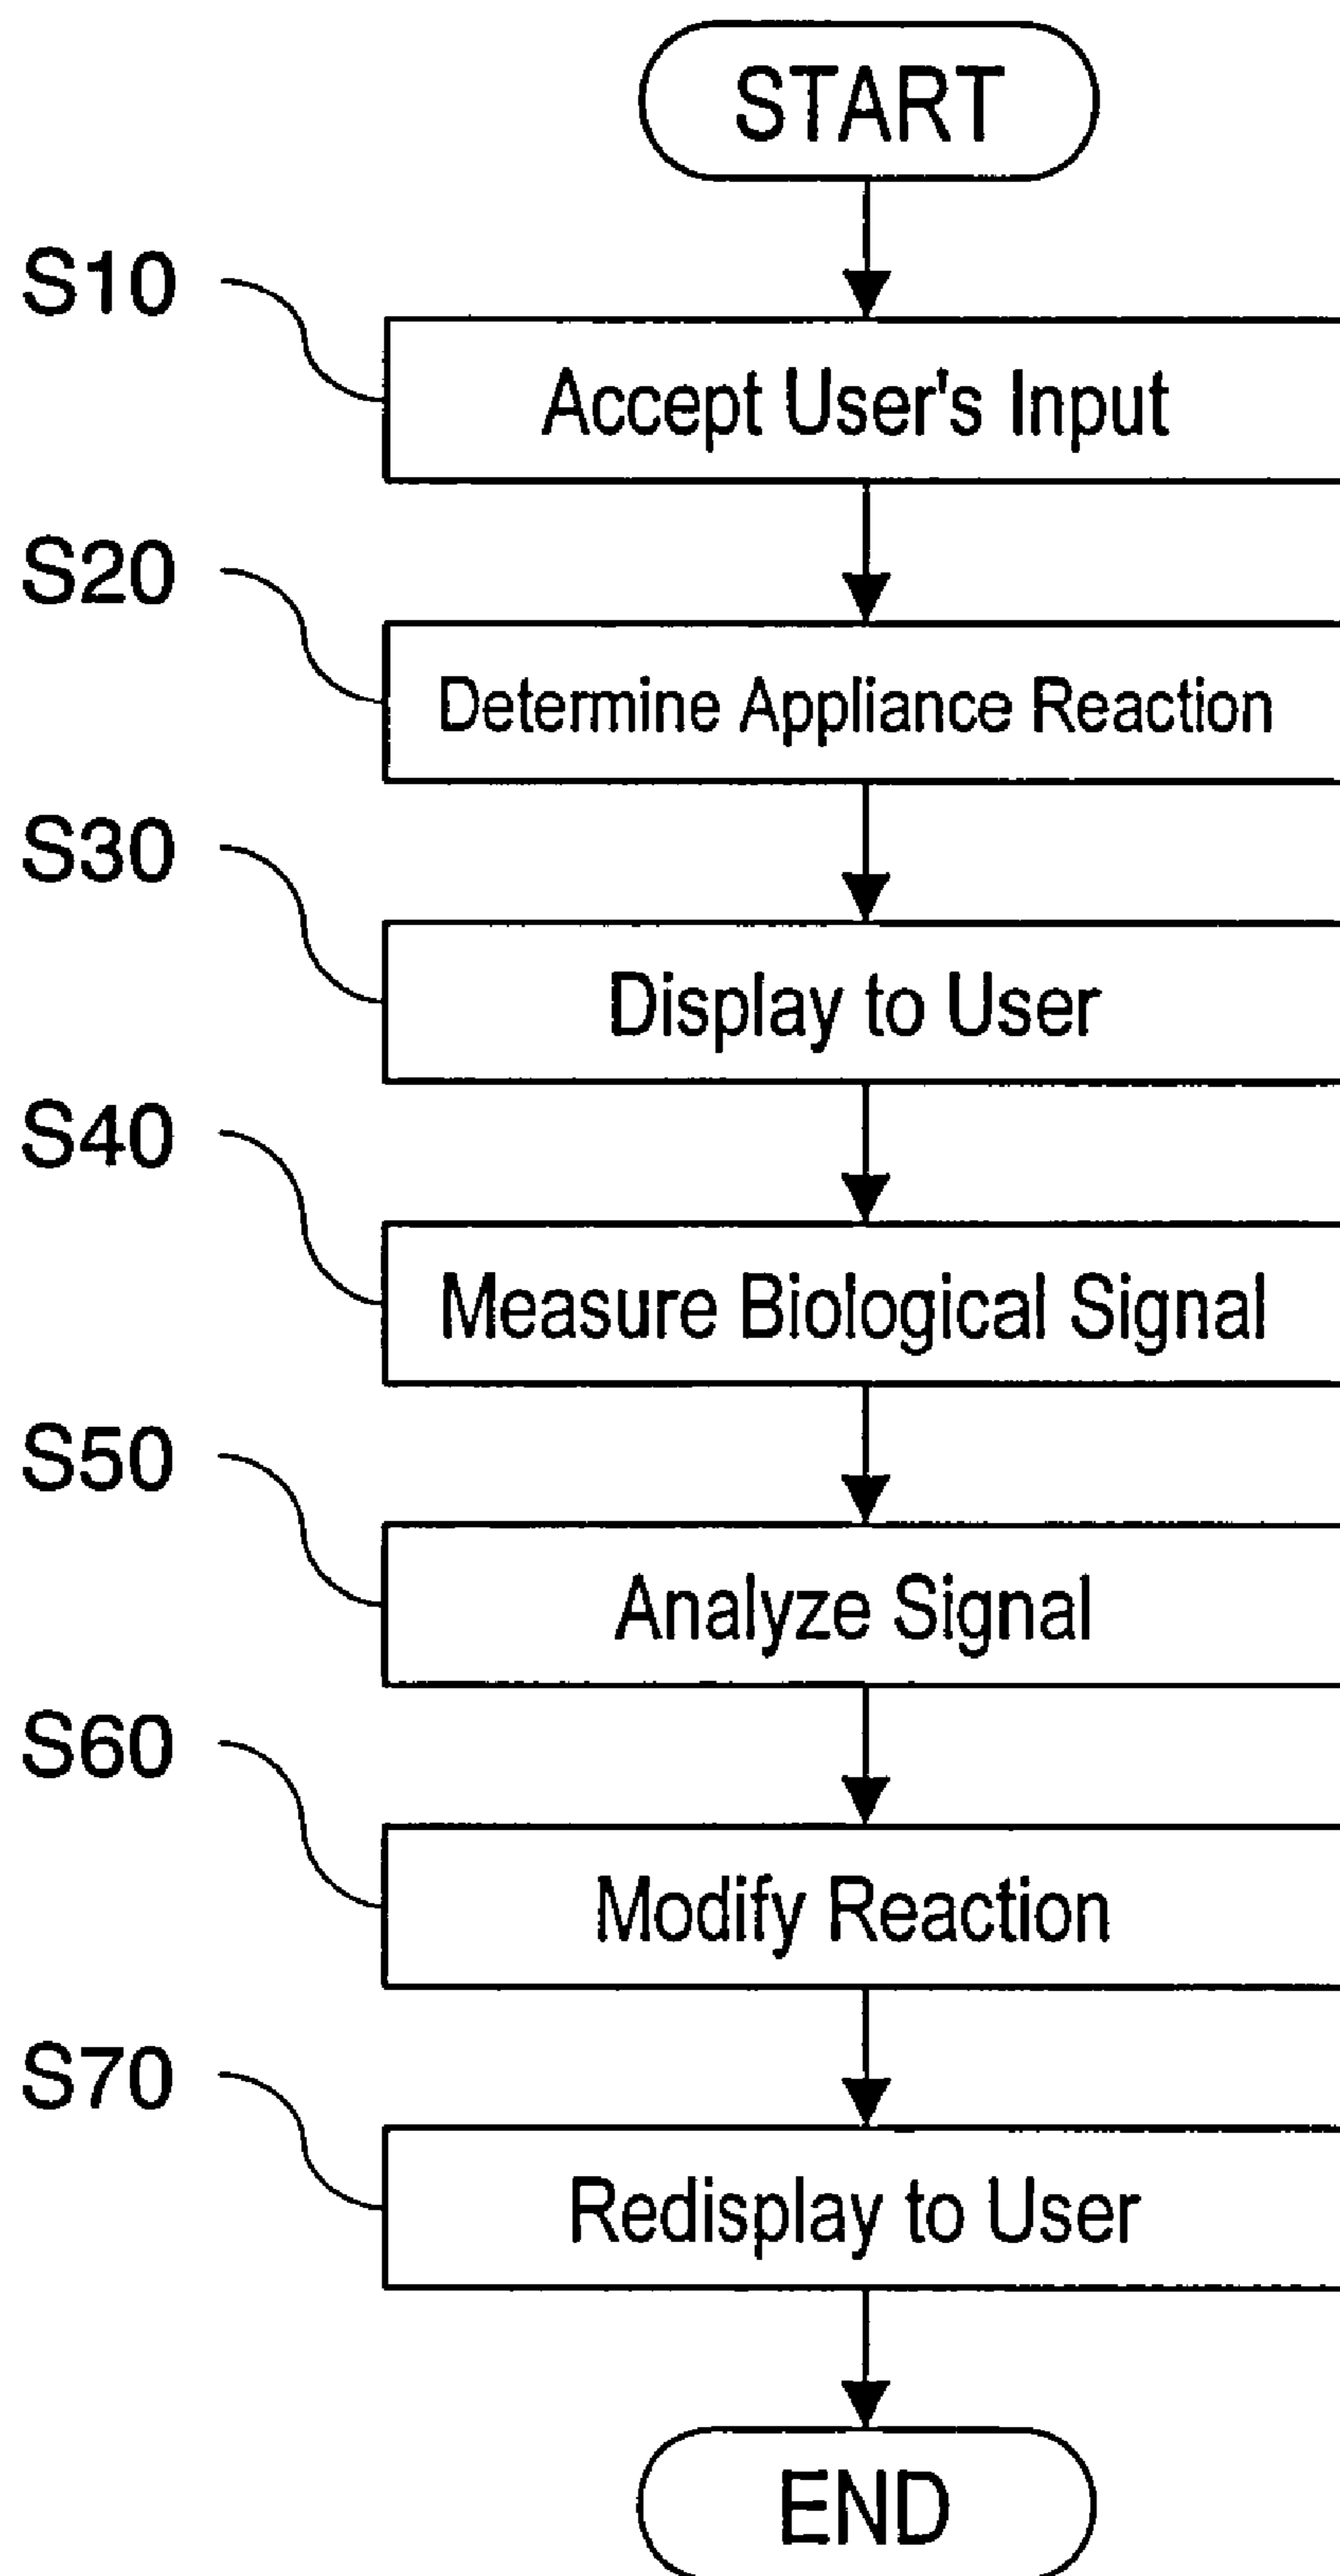 START
S10
Accept User's Input
S20
Determine Appliance Reaction
S30
Display to User
S40
Measure Biological Signal
S50
Analyze Signal
S60
Modify Reaction
S70
Redisplay to User
END